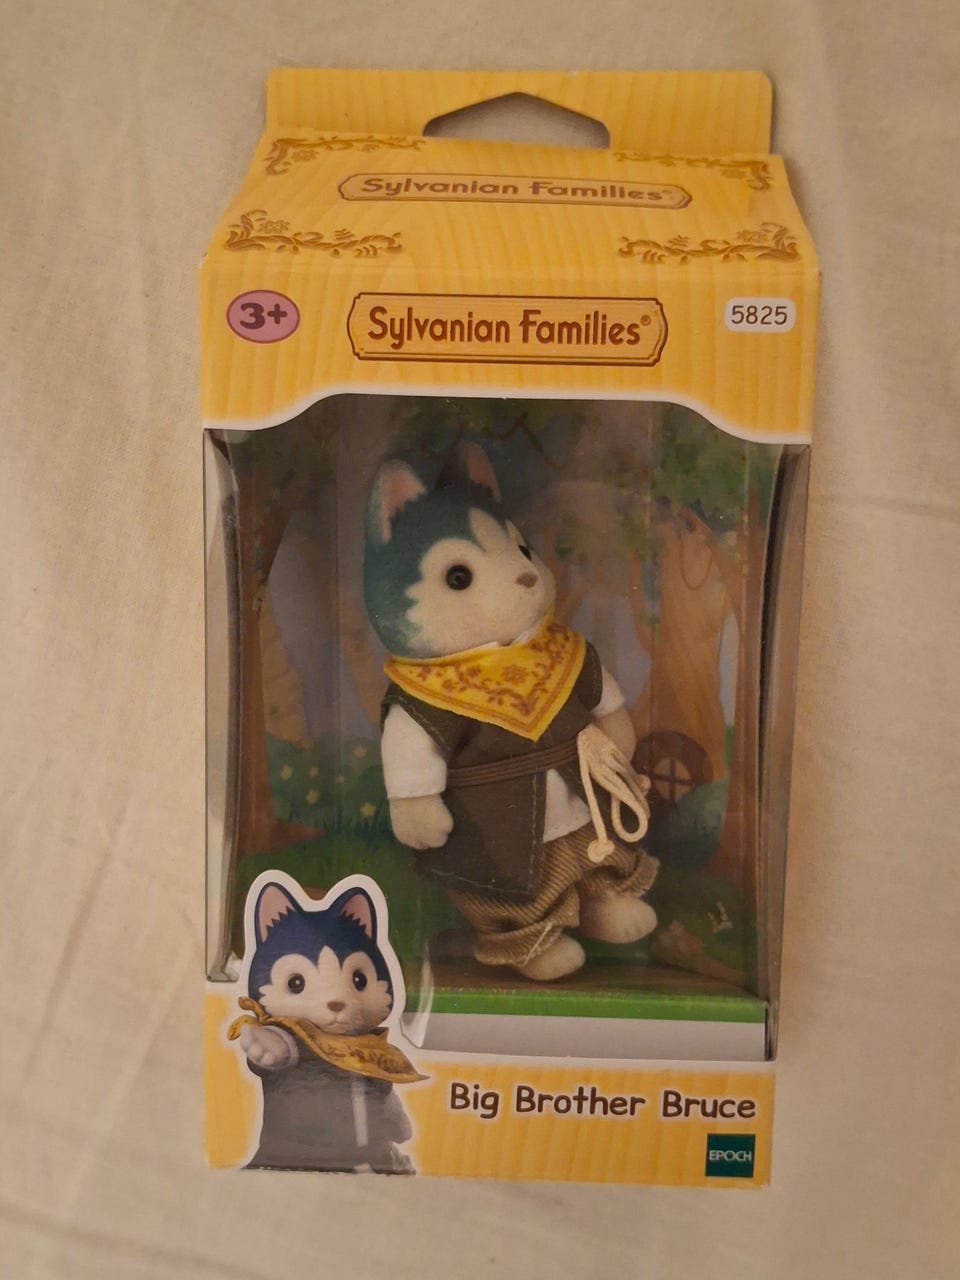 Sylvanian Families®
3+
Sylvanian Families®
5825
Big Brother Bruce
EPOCH